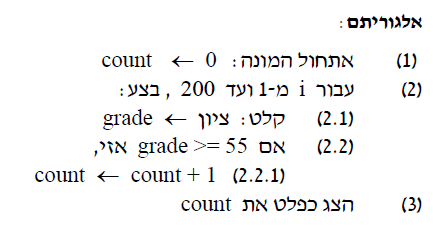 אלגוריתם:
(1) אתחול המונה: count ← 0
(2) עבור i מ-1 ועד 200 , בצע:
(2.1) קלט: ציון → grade
(2.2) אם grade >= 55 אזי,
(2.2.1) count ← count + 1
(3) הצג כפלט את count